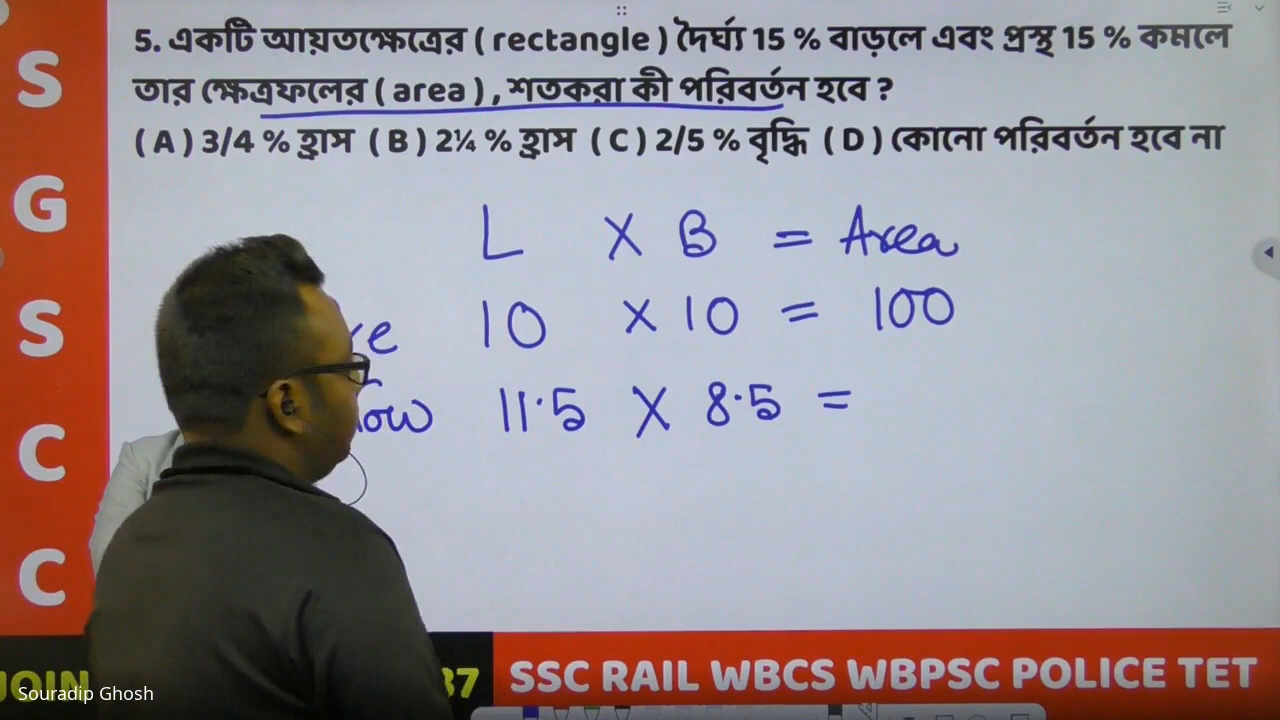 S
G
S
C
C
5. একটি আয়তক্ষেত্রের ( rectangle ) দৈর্ঘ্য 15 % বাড়লে এবং প্রস্থ 15 % কমলে
তার ক্ষেত্রফলের ( area ) , শতকরা কী পরিবর্তন হবে ?
( A ) 3/4 % হ্রাস ( B ) 2¼ % হ্রাস ( C ) 2/5 % বৃদ্ধি ( D ) কোনো পরিবর্তন হবে না
L X B = Area
10 X 10 = 100
11.5 X 8.5 =
JOIN
37
SSC RAIL WBCS WBPSC POLICE TET
Souradip Ghosh